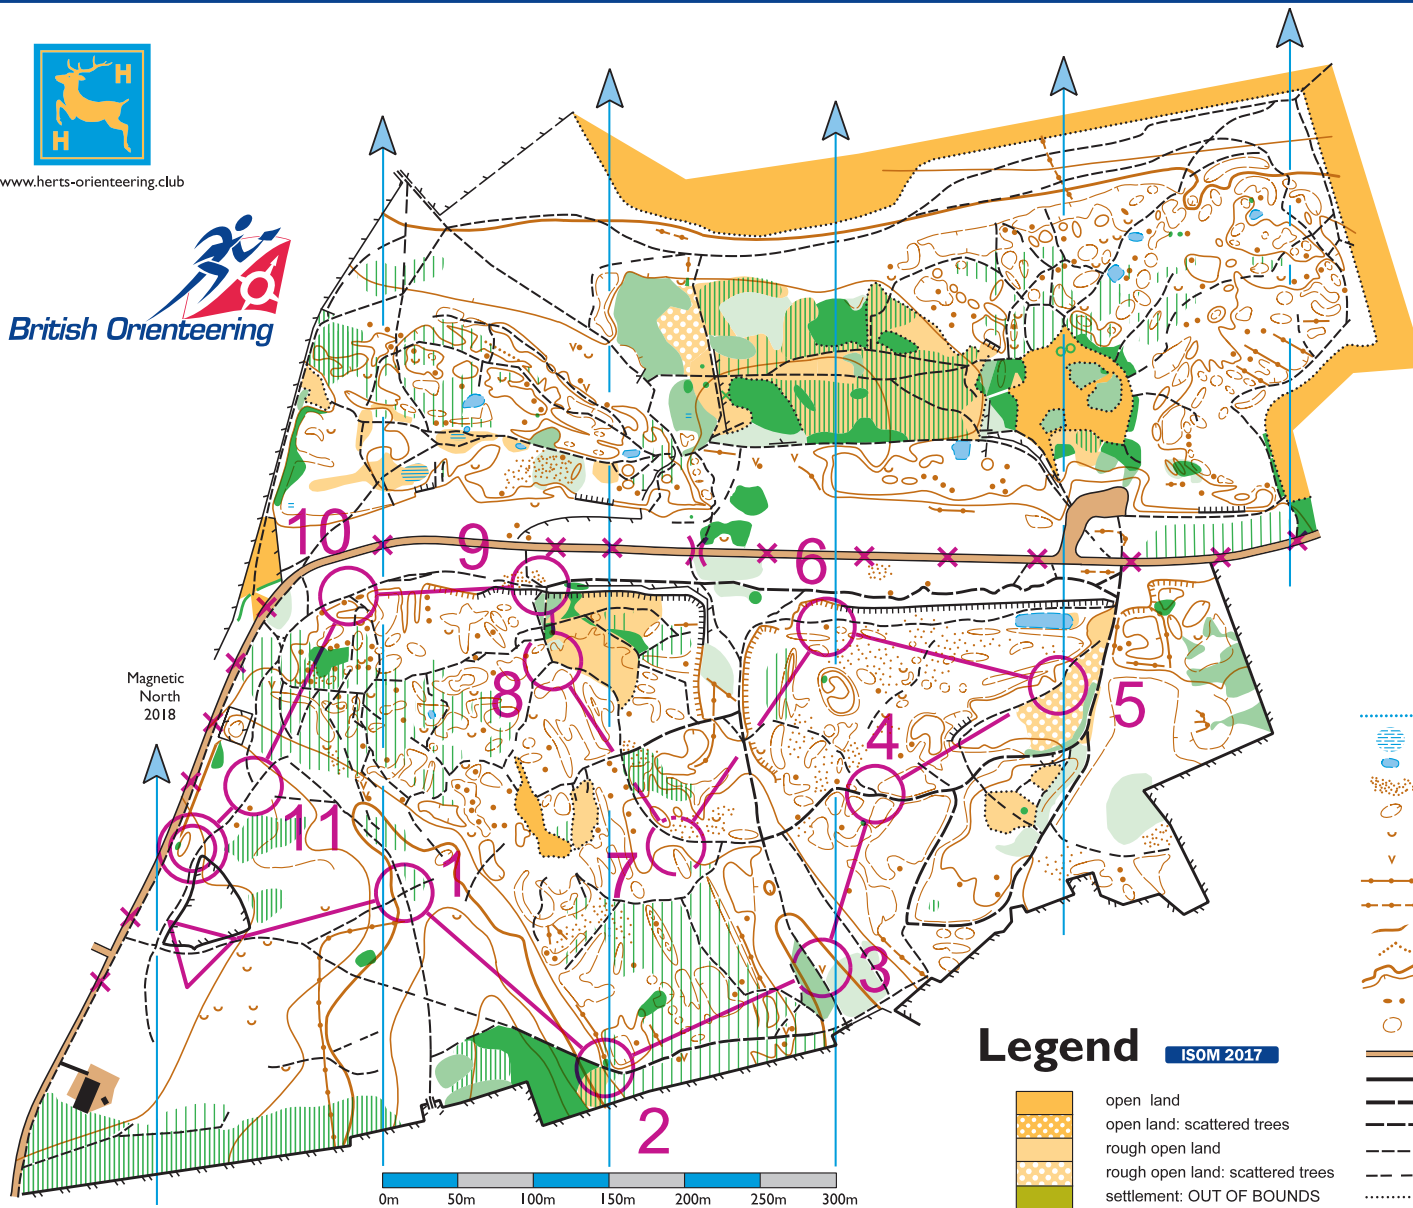 H
H
www.herts-orienteering.club
British Orienteering
10
9
6
Magnetic
North
2018
8
5
4
11
1
7
3
2
Legend
ISOM 2017
open land
open land: scattered trees
rough open land
rough open land: scattered trees
settlement: OUT OF BOUNDS
0m 50m 100m 150m 200m 250m 300m